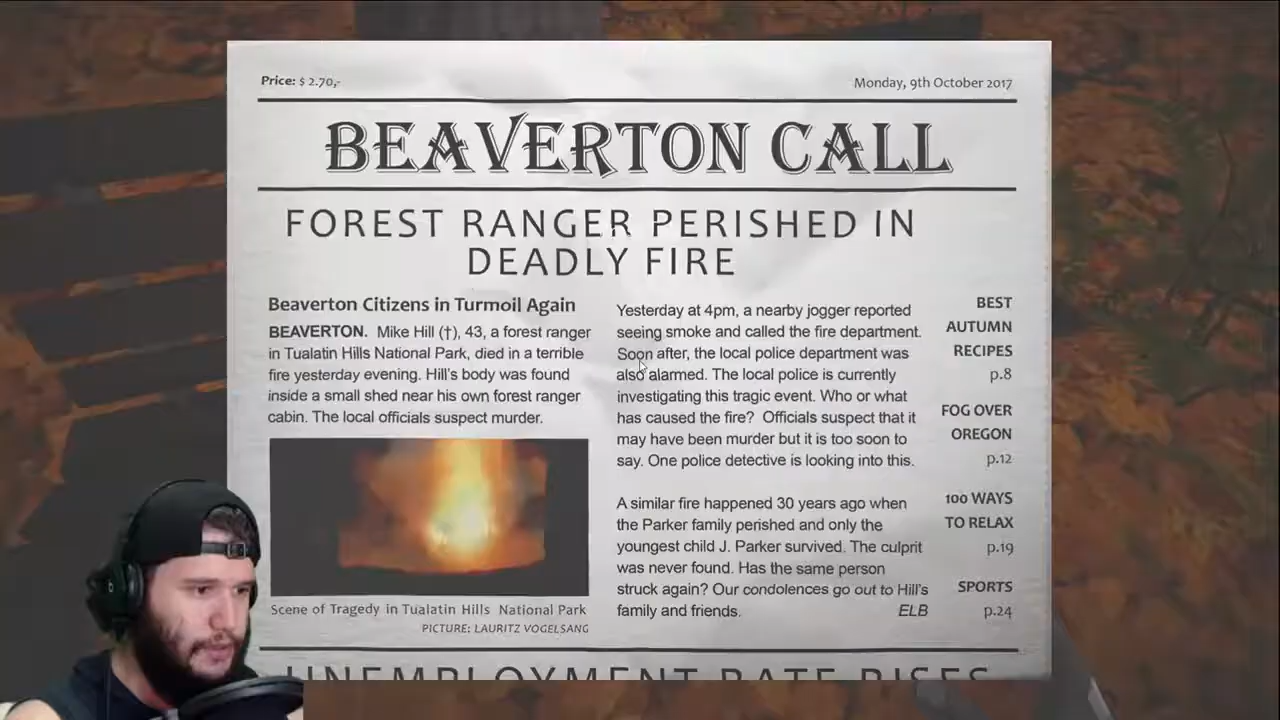 Price: $ 2.70,-
Monday, 9th October 2017
BEAVERTON CALL
FOREST RANGER PERISHED IN
DEADLY FIRE
Beaverton Citizens in Turmoil Again
BEAVERTON. Mike Hill (†), 43, a forest ranger
in Tualatin Hills National Park, died in a terrible
fire yesterday evening. Hill's body was found
inside a small shed near his own forest ranger
cabin. The local officials suspect murder.
Scene of Tragedy in Tualatin Hills National Park
PICTURE: LAURITZ VOGELSANG
Yesterday at 4pm, a nearby jogger reported
seeing smoke and called the fire department.
Soon after, the local police department was
also alarmed. The local police is currently
investigating this tragic event. Who or what
has caused the fire? Officials suspect that it
may have been murder but it is too soon to
say. One police detective is looking into this.
A similar fire happened 30 years ago when
the Parker family perished and only the
youngest child J. Parker survived. The culprit
was never found. Has the same person
struck again? Our condolences go out to Hill's
family and friends. ELB
BEST
AUTUMN
RECIPES
p.8
FOG OVER
OREGON
p.12
100 WAYS
TO RELAX
p.19
SPORTS
p.24
UNEMPLOYMENT RATE RISES